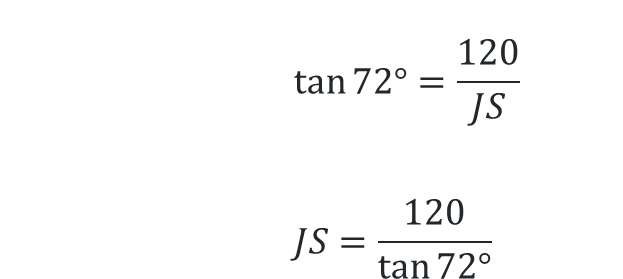 tan 72° = 120/JS
JS = 120/tan 72°